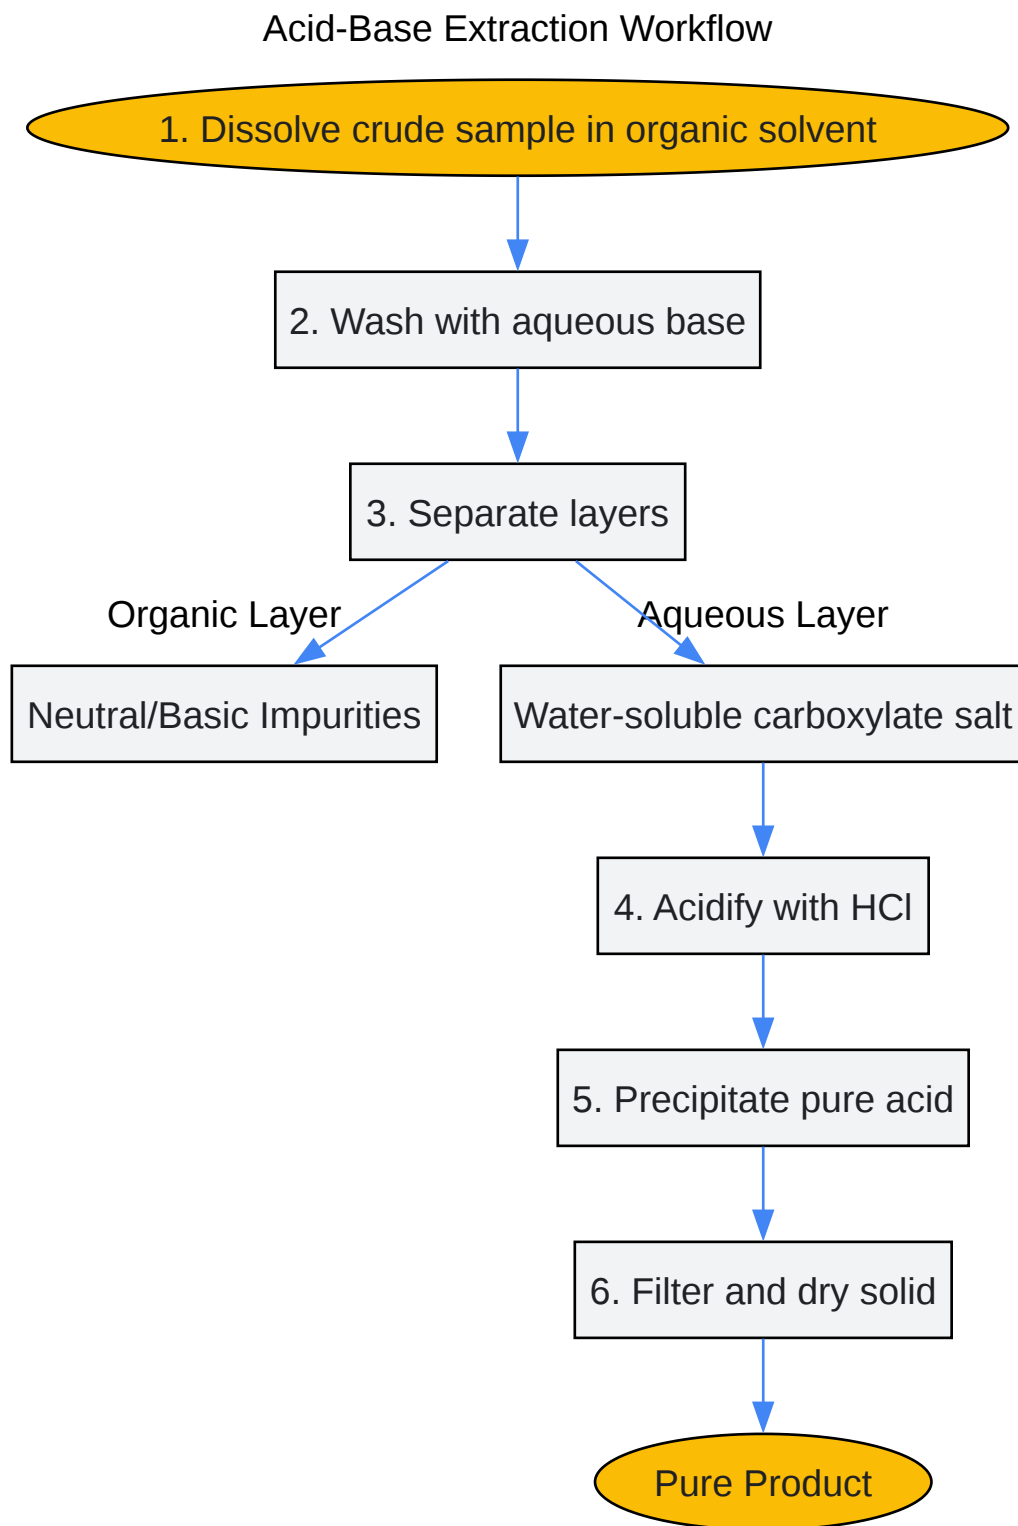 Acid-Base Extraction Workflow
1. Dissolve crude sample in organic solvent
2. Wash with aqueous base
3. Separate layers
Organic Layer
Aqueous Layer
Neutral/Basic Impurities
Water-soluble carboxylate salt
4. Acidify with HCl
5. Precipitate pure acid
6. Filter and dry solid
Pure Product